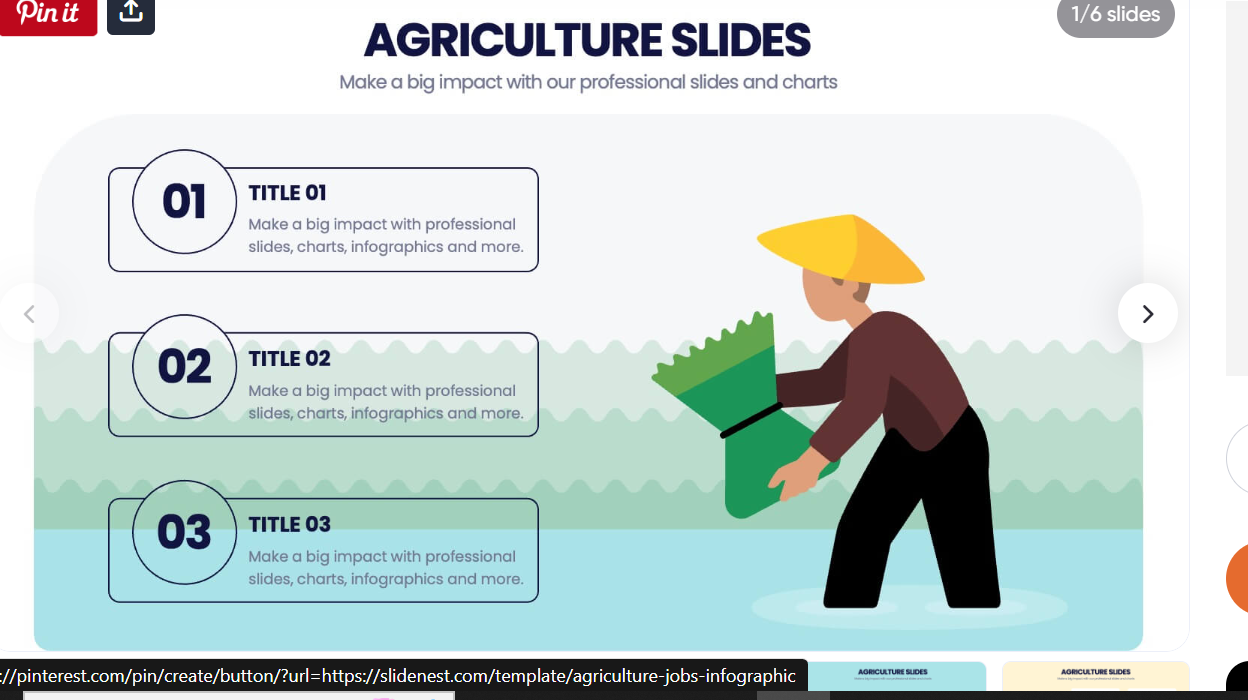 Pin it
1/6 slides
AGRICULTURE SLIDES
Make a big impact with our professional slides and charts
01
TITLE 01
Make a big impact with professional
slides, charts, infographics and more.
02
TITLE 02
Make a big impact with professional
slides, charts, infographics and more.
03
TITLE 03
Make a big impact with professional
slides, charts, infographics and more.
://pinterest.com/pin/create/button/?url=https://slidenest.com/template/agriculture-jobs-infographic
AGRICULTURE SLIDES
AGRICULTURE SLIDES